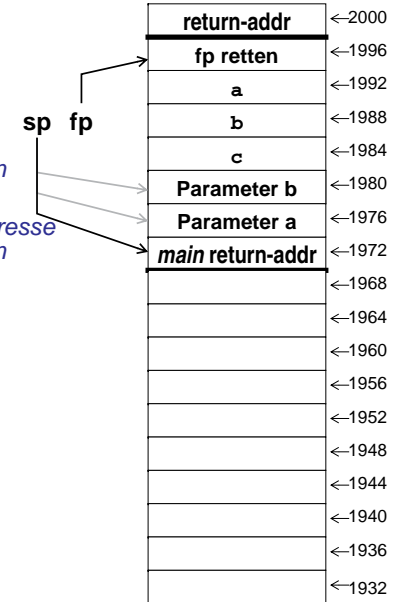 return-addr ←2000
fp retten ←1996
a ←1992
b ←1988
sp fp
c ←1984
n
Parameter b ←1980
Parameter a ←1976
resse
main return-addr ←1972
n
←1968
←1964
←1960
←1956
←1952
←1948
←1944
←1940
←1936
←1932